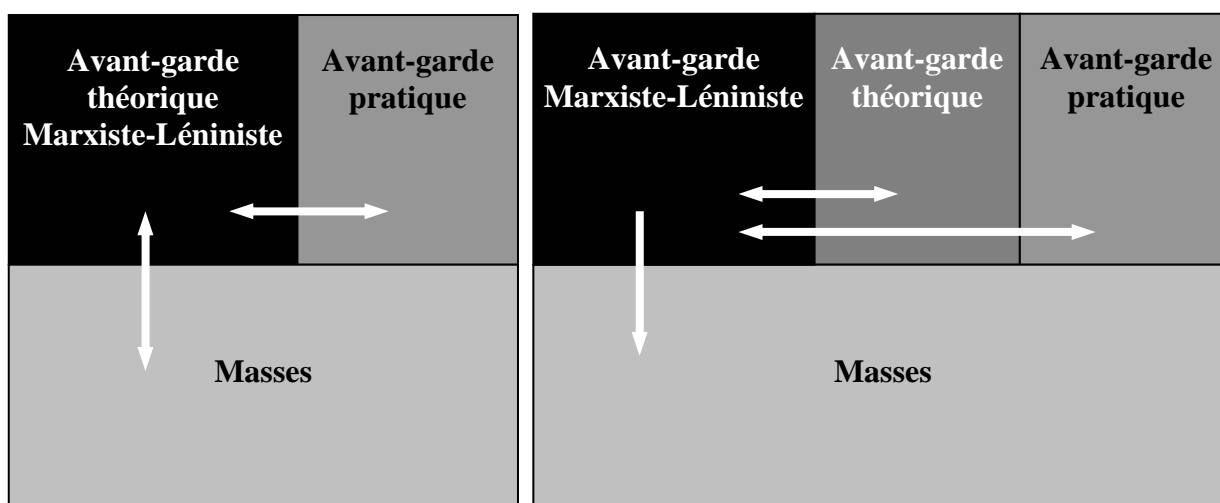 Avant-garde
théorique
Marxiste-Léniniste
Avant-garde
pratique
Masses
Avant-garde
Marxiste-Léniniste
Avant-garde
théorique
Avant-garde
pratique
Masses